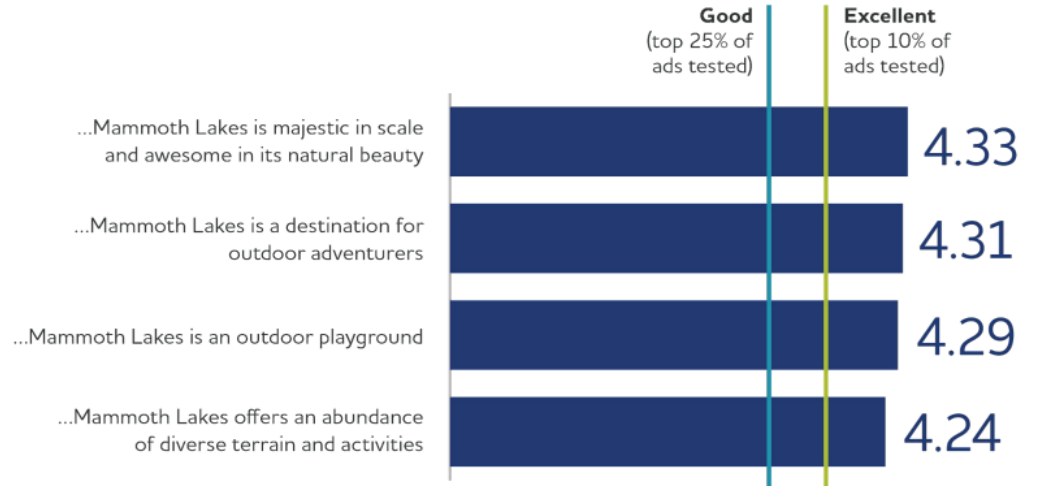 Good
(top 25% of
ads tested)
Excellent
(top 10% of
ads tested)
...Mammoth Lakes is majestic in scale
and awesome in its natural beauty
4.33
...Mammoth Lakes is a destination for
outdoor adventurers
4.31
...Mammoth Lakes is an outdoor playground
4.29
...Mammoth Lakes offers an abundance
of diverse terrain and activities
4.24